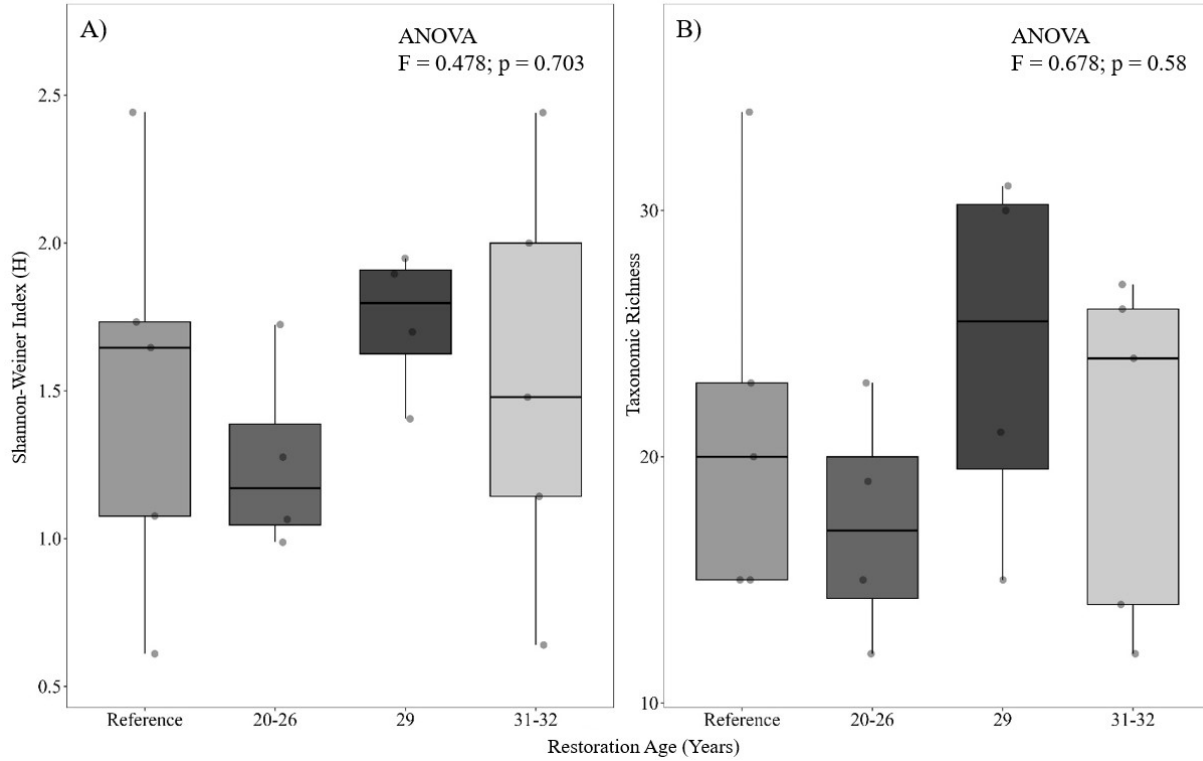 A)
ANOVA
F = 0.478; p = 0.703
2.5
2.0
1.5
1.0
0.5
Shannon-Weiner Index (H)
Reference 20-26 29 31-32
B)
ANOVA
F = 0.678; p = 0.58
30
20
10
Taxonomic Richness
Reference 20-26 29 31-32
Restoration Age (Years)